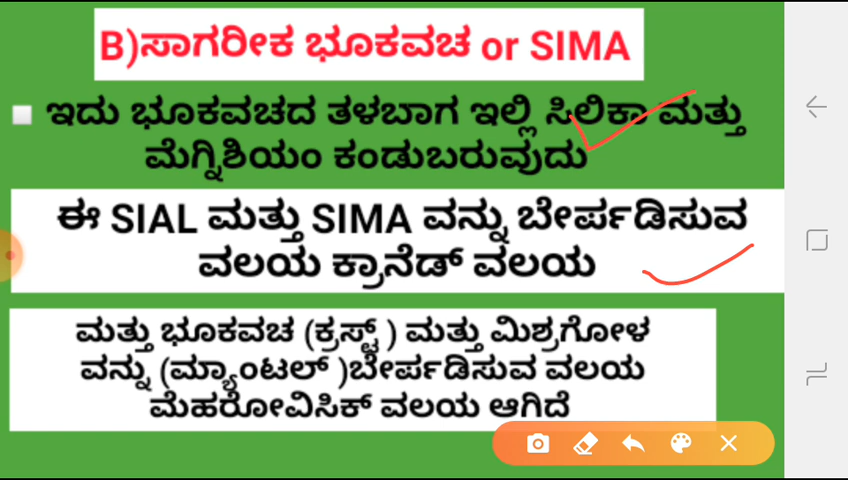 B)ಸಾಗರೀಕ ಭೂಕವಚ or SIMA
ಇದು ಭೂಕವಚದ ತಳಬಾಗ ಇಲ್ಲಿ ಸಿಲಿಕಾ ಮತ್ತು
ಮೆಗ್ನಿಶಿಯಂ ಕಂಡುಬರುವುದು
ಈ SIAL ಮತ್ತು SIMA ವನ್ನು ಬೇರ್ಪಡಿಸುವ
ವಲಯ ಕ್ರಾನೆಡ್ ವಲಯ
ಮತ್ತು ಭೂಕವಚ (ಕ್ರಸ್ಟ್ ) ಮತ್ತು ಮಿಶ್ರಗೋಳ
ವನ್ನು (ಮ್ಯಾಂಟಲ್ )ಬೇರ್ಪಡಿಸುವ ವಲಯ
ಮೆಹರೋವಿಸಿಕ್ ವಲಯ ಆಗಿದೆ